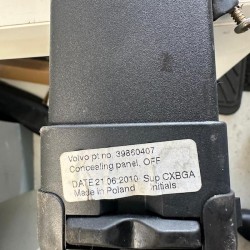 Volvo pt no. 39860407
Concealing panel, OFF
DATE 21 06 2010 Sup CXBGA
Made in Poland Initials